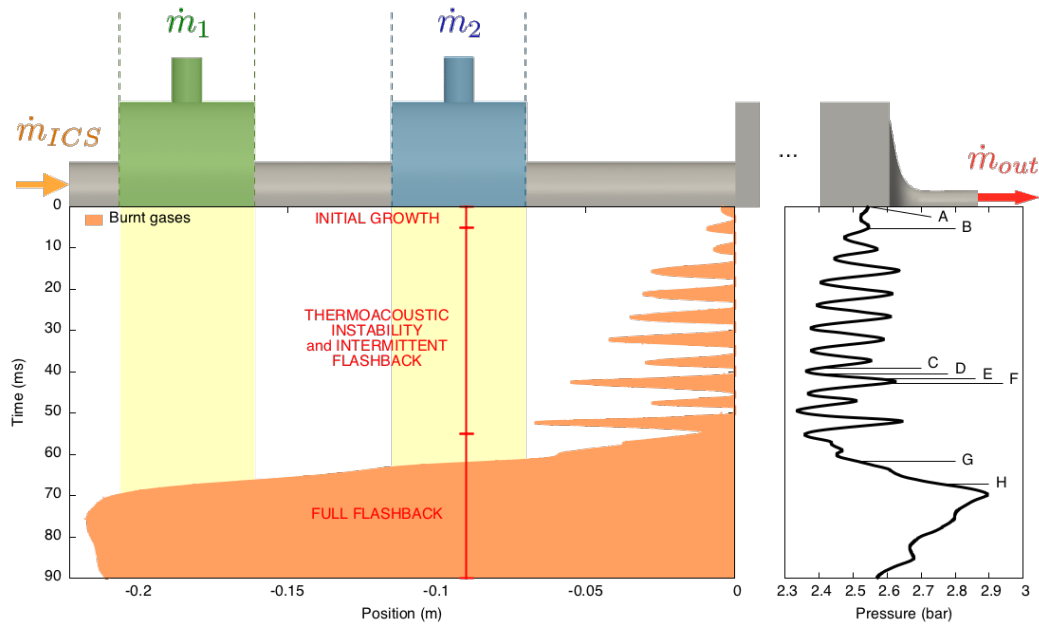 ṁ1
ṁ2
ṁICS
...
ṁout
Burnt gases
INITIAL GROWTH
THERMOACOUSTIC
INSTABILITY
and INTERMITTENT
FLASHBACK
FULL FLASHBACK
Time (ms)
0
10
20
30
40
50
60
70
80
90
-0.2
-0.15
-0.1
-0.05
0
Position (m)
A
B
C
D
E
F
G
H
2.3
2.4
2.5
2.6
2.7
2.8
2.9
3
Pressure (bar)